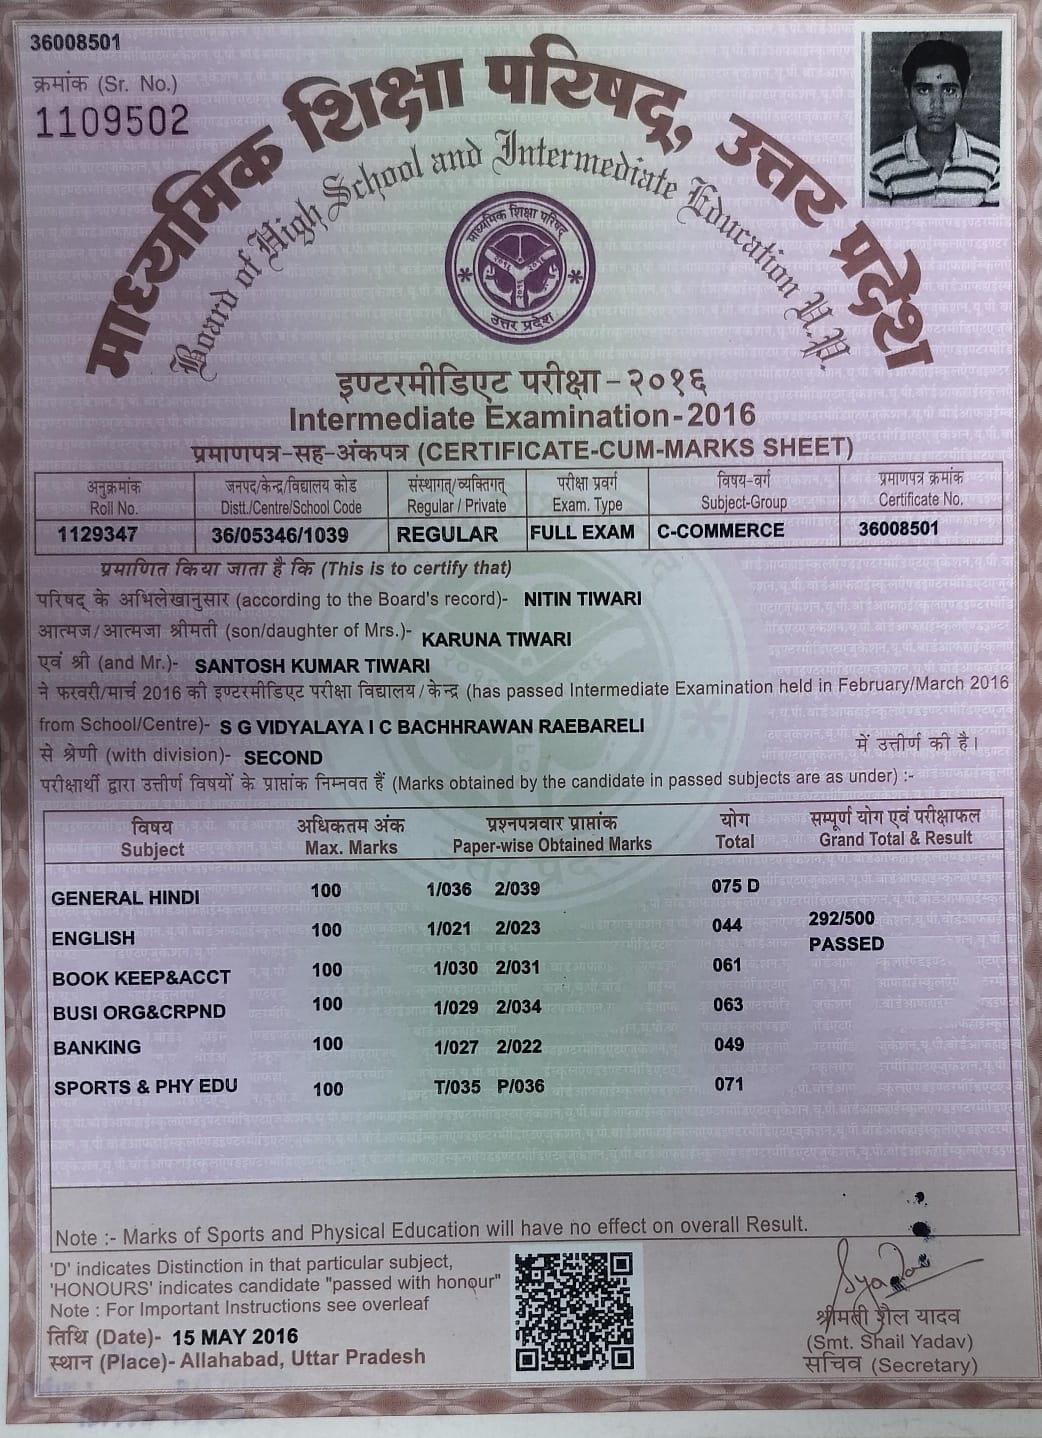 36008501
क्रमांक (Sr. No.)
1109502
माध्यमिक शिक्षा परिषद्, उत्तर प्रदेश
Board of High School and Intermediate Education U.P.
माध्यमिक शिक्षा परिषद्
उत्तर प्रदेश
इण्टरमीडिएट परीक्षा - २०१६
Intermediate Examination - 2016
प्रमाणपत्र-सह-अंकपत्र (CERTIFICATE-CUM-MARKS SHEET)
अनुक्रमांक जनपद/केन्द्र/विद्यालय कोड संस्थागत्/व्यक्तिगत् परीक्षा प्रवर्ग विषय-वर्ग प्रमाणपत्र क्रमांक
Roll No. Distt./Centre/School Code Regular / Private Exam. Type Subject-Group Certificate No.
1129347 36/05346/1039 REGULAR FULL EXAM C-COMMERCE 36008501
प्रमाणित किया जाता है कि (This is to certify that)
परिषद् के अभिलेखानुसार (according to the Board's record)- NITIN TIWARI
आत्मज/आत्मजा श्रीमती (son/daughter of Mrs.)- KARUNA TIWARI
एवं श्री (and Mr.)- SANTOSH KUMAR TIWARI
ने फरवरी/मार्च 2016 की इण्टरमीडिएट परीक्षा विद्यालय/केन्द्र (has passed Intermediate Examination held in February/March 2016
from School/Centre)- S G VIDYALAYA I C BACHHRAWAN RAEBARELI
से श्रेणी (with division)- SECOND में उत्तीर्ण की है।
परीक्षार्थी द्वारा उत्तीर्ण विषयों के प्राप्तांक निम्नवत हैं (Marks obtained by the candidate in passed subjects are as under) :-
विषय अधिकतम अंक प्रश्नपत्रवार प्राप्तांक योग सम्पूर्ण योग एवं परीक्षाफल
Subject Max. Marks Paper-wise Obtained Marks Total Grand Total & Result
GENERAL HINDI 100 1/036 2/039 075 D
ENGLISH 100 1/021 2/023 044 292/500
PASSED
BOOK KEEP&ACCT 100 1/030 2/031 061
BUSI ORG&CRPND 100 1/029 2/034 063
BANKING 100 1/027 2/022 049
SPORTS & PHY EDU 100 T/035 P/036 071
Note :- Marks of Sports and Physical Education will have no effect on overall Result.
'D' indicates Distinction in that particular subject,
'HONOURS' indicates candidate "passed with honour"
Note : For Important Instructions see overleaf
तिथि (Date)- 15 MAY 2016
स्थान (Place)- Allahabad, Uttar Pradesh
श्रीमती शैल यादव
(Smt. Shail Yadav)
सचिव (Secretary)